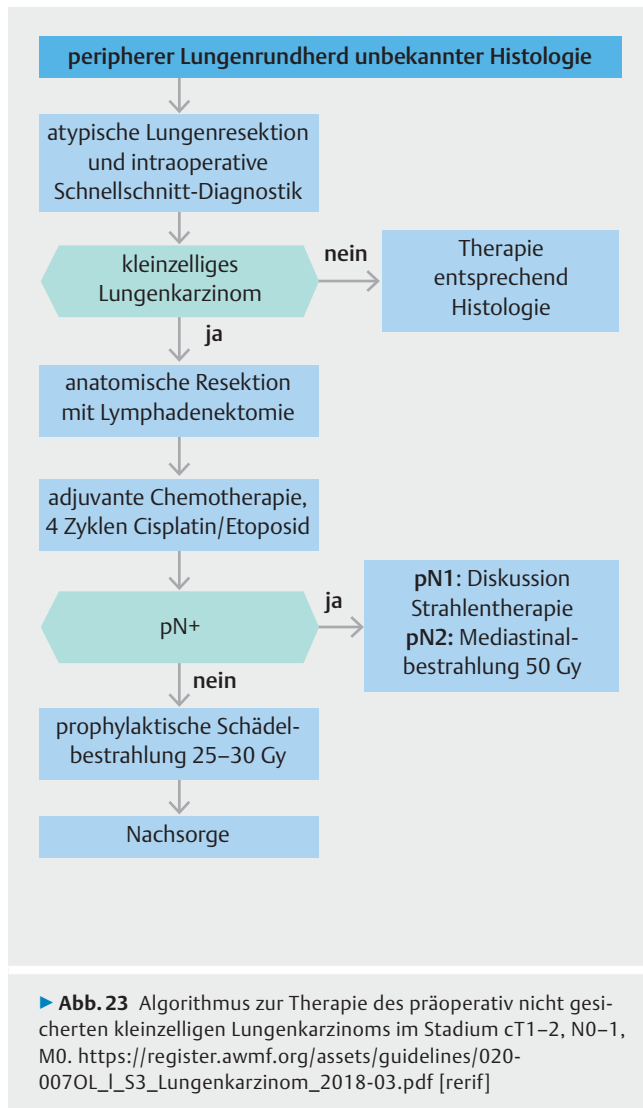 peripherer Lungenrundherd unbekannter Histologie
atypische Lungenresektion
und intraoperative
Schnellschnitt-Diagnostik
kleinzelliges
Lungenkarzinom
nein
Therapie
entsprechend
Histologie
ja
anatomische Resektion
mit Lymphadenektomie
adjuvante Chemotherapie,
4 Zyklen Cisplatin/Etoposid
pN+
ja
pN1: Diskussion
Strahlentherapie
pN2: Mediastinal-
bestrahlung 50 Gy
nein
prophylaktische Schädel-
bestrahlung 25–30 Gy
Nachsorge
▶ Abb. 23 Algorithmus zur Therapie des präoperativ nicht gesi-
cherten kleinzelligen Lungenkarzinoms im Stadium cT1–2, N0–1,
M0. https://register.awmf.org/assets/guidelines/020-
007OL_l_S3_Lungenkarzinom_2018-03.pdf [rerif]